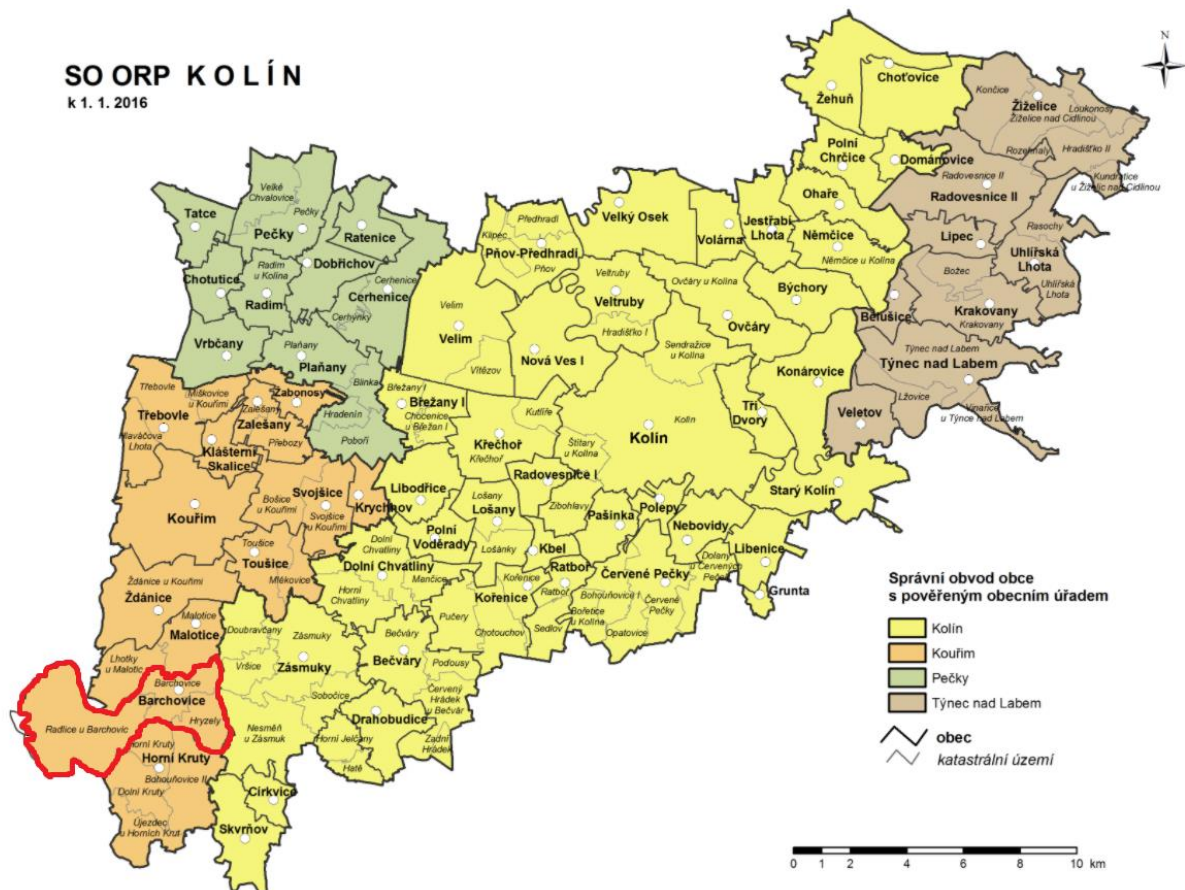 SO ORP KOLÍN
k 1. 1. 2016
N
Choťovice
Žehuň
Končice
Žiželice
Loukonosy
Žiželice nad Cidlinou
Polní
Chrčice
Domanovice
Rozehnaly
Hradišťko II
Kundratice
u Žiželic nad Cidlinou
Radovesnice II
Radovesnice II
Ohaře
Velké
Chvalovice
Tatce
Pečky
Pečky
Ratenice
Předhradí
Klipec
Pňov-Předhradí
Pňov
Velký Osek
Volárna
Jestřabí
Lhota
Němčice
Němčice u Kolína
Lipec
Rasochy
Uhlířská
Lhota
Uhlířská
Lhota
Božec
Krakovany
Krakovany
Radim
u Kolína
Dobřichov
Chotutice
Radim
Cerhenice
Cerhenice
Cerhýnky
Veltruby
Veltruby
Ovčáry u Kolína
Býchory
Bělušice
Velim
Velim
Vítězov
Nová Ves I
Hradišťko I
Sendražice
u Kolína
Ovčáry
Týnec nad Labem
Týnec nad Labem
Vrbčany
Plaňany
Plaňany
Blinka
Hradenín
Poboří
Konárovice
Lžovice
Vinařice
u Týnce nad Labem
Veletov
Třebovle
Miškovice
u Kouřimi
Třebovle
Hlaváčova
Lhota
Zalešany
Zabonosy
Zalešany
Přebozy
Klášterní
Skalice
Břežany I
Břežany I
Chocenice
u Břežan I
Kutlíře
Křečhoř
Křečhoř
Štítary
u Kolína
Kolín
Kolín
Tři
Dvory
Starý Kolín
Kouřim
Bošice
u Kouřimi
Svojšice
Svojšice
u Kouřimi
Krychnov
Libodřice
Lošany
Lošany
Lošánky
Radovesnice I
Zibohlavy
Pašinka
Polepy
Nebovidy
Libenice
Grunta
Toušice
Toušice
Mlékovice
Dolní
Chvatliny
Dolní Chvatliny
Horní
Chvatliny
Polní
Voděrady
Kbel
Ratboř
Ratboř
Dolany
u Červených
Peček
Červené Pečky
Bohouňovice I
Bořetice
u Kolína
Červené
Pečky
Opatovice
Mančice
Kořenice
Kořenice
Pučery
Chotouchov
Sedlov
Ždánice u Kouřimi
Ždánice
Malotice
Malotice
Lhotky
u Malotic
Doubravčany
Zásmuky
Vršice
Zásmuky
Sobočice
Nesměň
u Zásmuk
Bečváry
Bečváry
Podousy
Červený
Hrádek
u Bečvár
Drahobudice
Horní Jelčany
Hatě
Zadní
Hrádek
Barchovice
Barchovice
Hryzely
Radlice u Barchovic
Horní Kruty
Horní Kruty
Bohouňovice II
Dolní Kruty
Újezdec
u Horních Krut
Církvice
Skvrňov
Správní obvod obce
s pověřeným obecním úřadem
Kolín
Kouřim
Pečky
Týnec nad Labem
obec
katastrální území
0 1 2 4 6 8 10 km